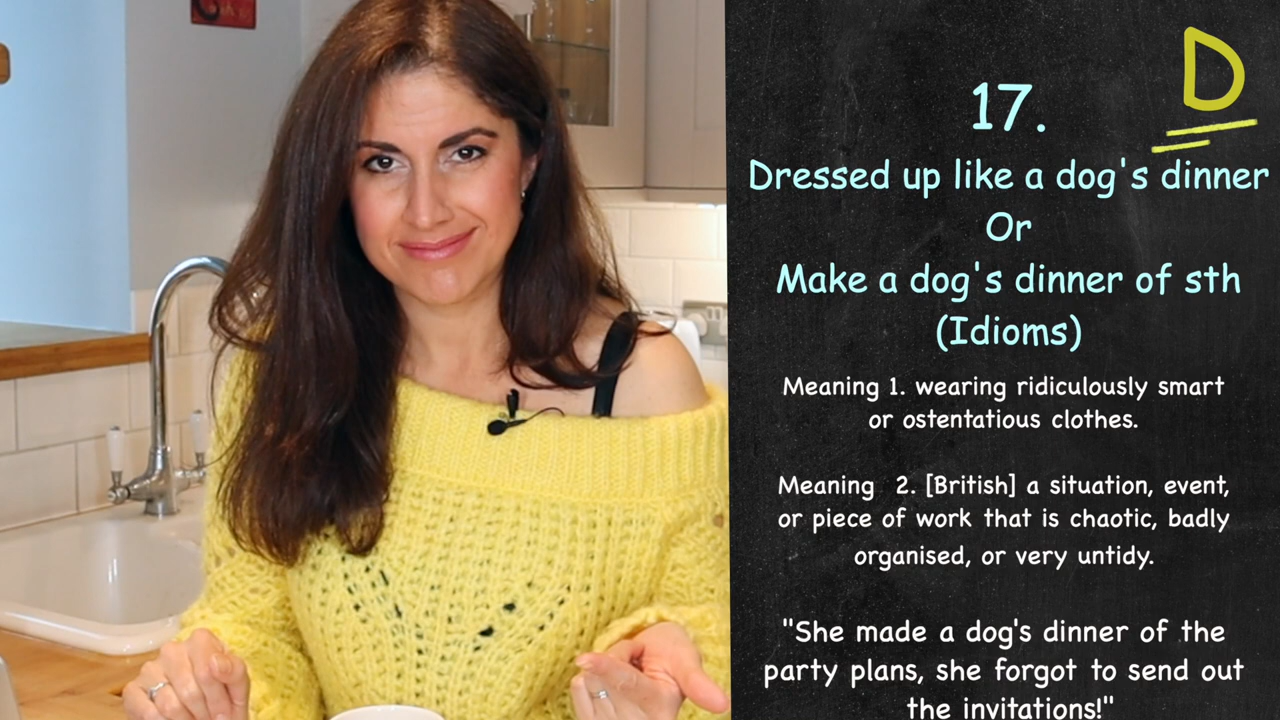 D
17.
Dressed up like a dog's dinner
Or
Make a dog's dinner of sth
(Idioms)
Meaning 1. wearing ridiculously smart
or ostentatious clothes.
Meaning 2. [British] a situation, event,
or piece of work that is chaotic, badly
organised, or very untidy.
"She made a dog's dinner of the
party plans, she forgot to send out
the invitations!"